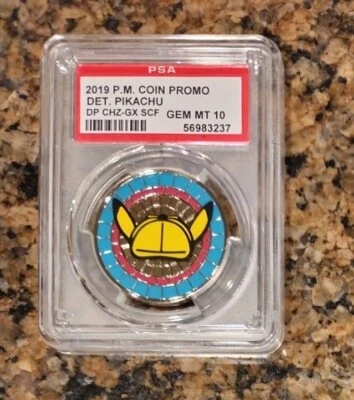 PSA
2019 P.M. COIN PROMO
DET. PIKACHU
DP CHZ-GX SCF GEM MT 10
56983237